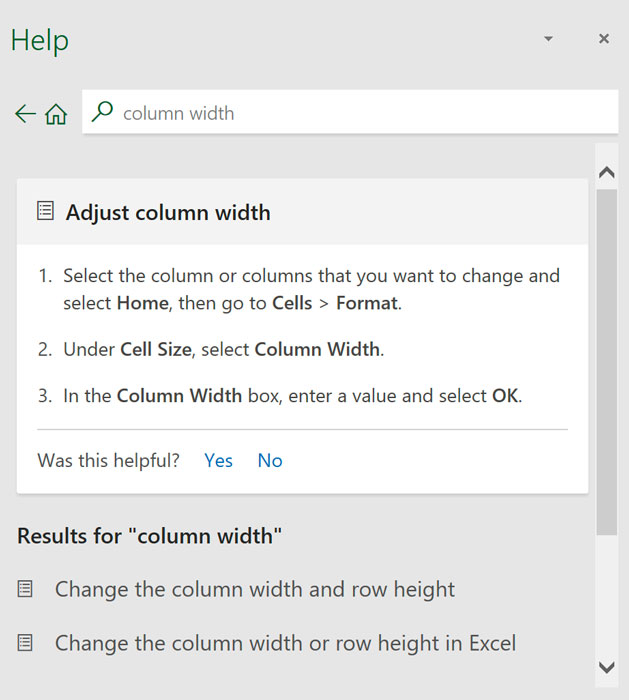 Help
column width
Adjust column width
1. Select the column or columns that you want to change and
select Home, then go to Cells > Format.
2. Under Cell Size, select Column Width.
3. In the Column Width box, enter a value and select OK.
Was this helpful? Yes No
Results for "column width"
Change the column width and row height
Change the column width or row height in Excel